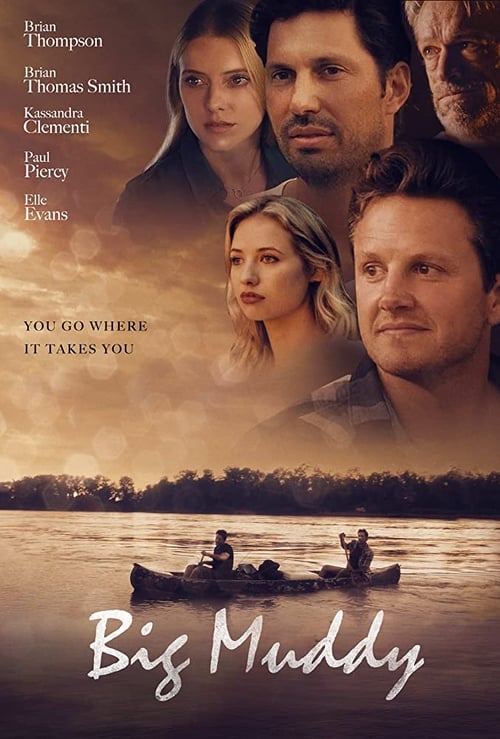 Brian
Thompson
Brian
Thomas Smith
Kassandra
Clementi
Paul
Piercy
Elle
Evans
YOU GO WHERE
IT TAKES YOU
Big Muddy